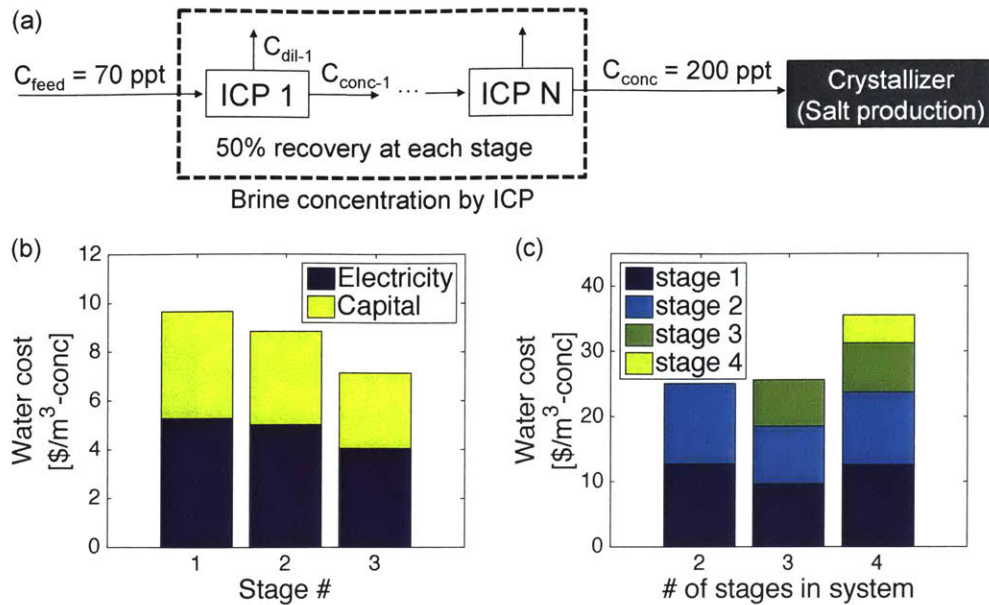 (a)
C_feed = 70 ppt
C_dil-1
ICP 1
C_conc-1
...
ICP N
C_conc = 200 ppt
Crystallizer
(Salt production)
50% recovery at each stage
Brine concentration by ICP
(b)
12
10
8
6
4
2
0
Water cost
[$/m³-conc]
Electricity
Capital
1 2 3
Stage #
(c)
40
30
20
10
0
Water cost
[$/m³-conc]
stage 1
stage 2
stage 3
stage 4
2 3 4
# of stages in system